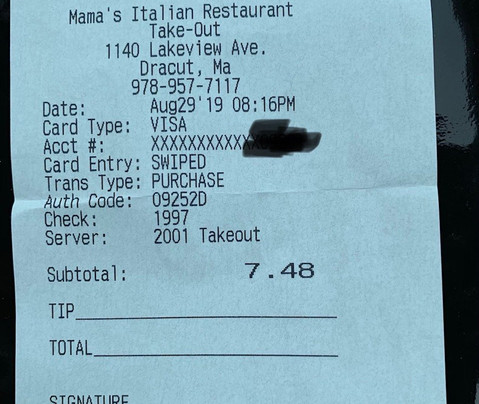 Mama's Italian Restaurant
Take-Out
1140 Lakeview Ave.
Dracut, Ma
978-957-7117
Date: Aug29'19 08:16PM
Card Type: VISA
Acct #: XXXXXXXXXXX
Card Entry: SWIPED
Trans Type: PURCHASE
Auth Code: 09252D
Check: 1997
Server: 2001 Takeout
Subtotal: 7.48
TIP
TOTAL
SIGNATURE